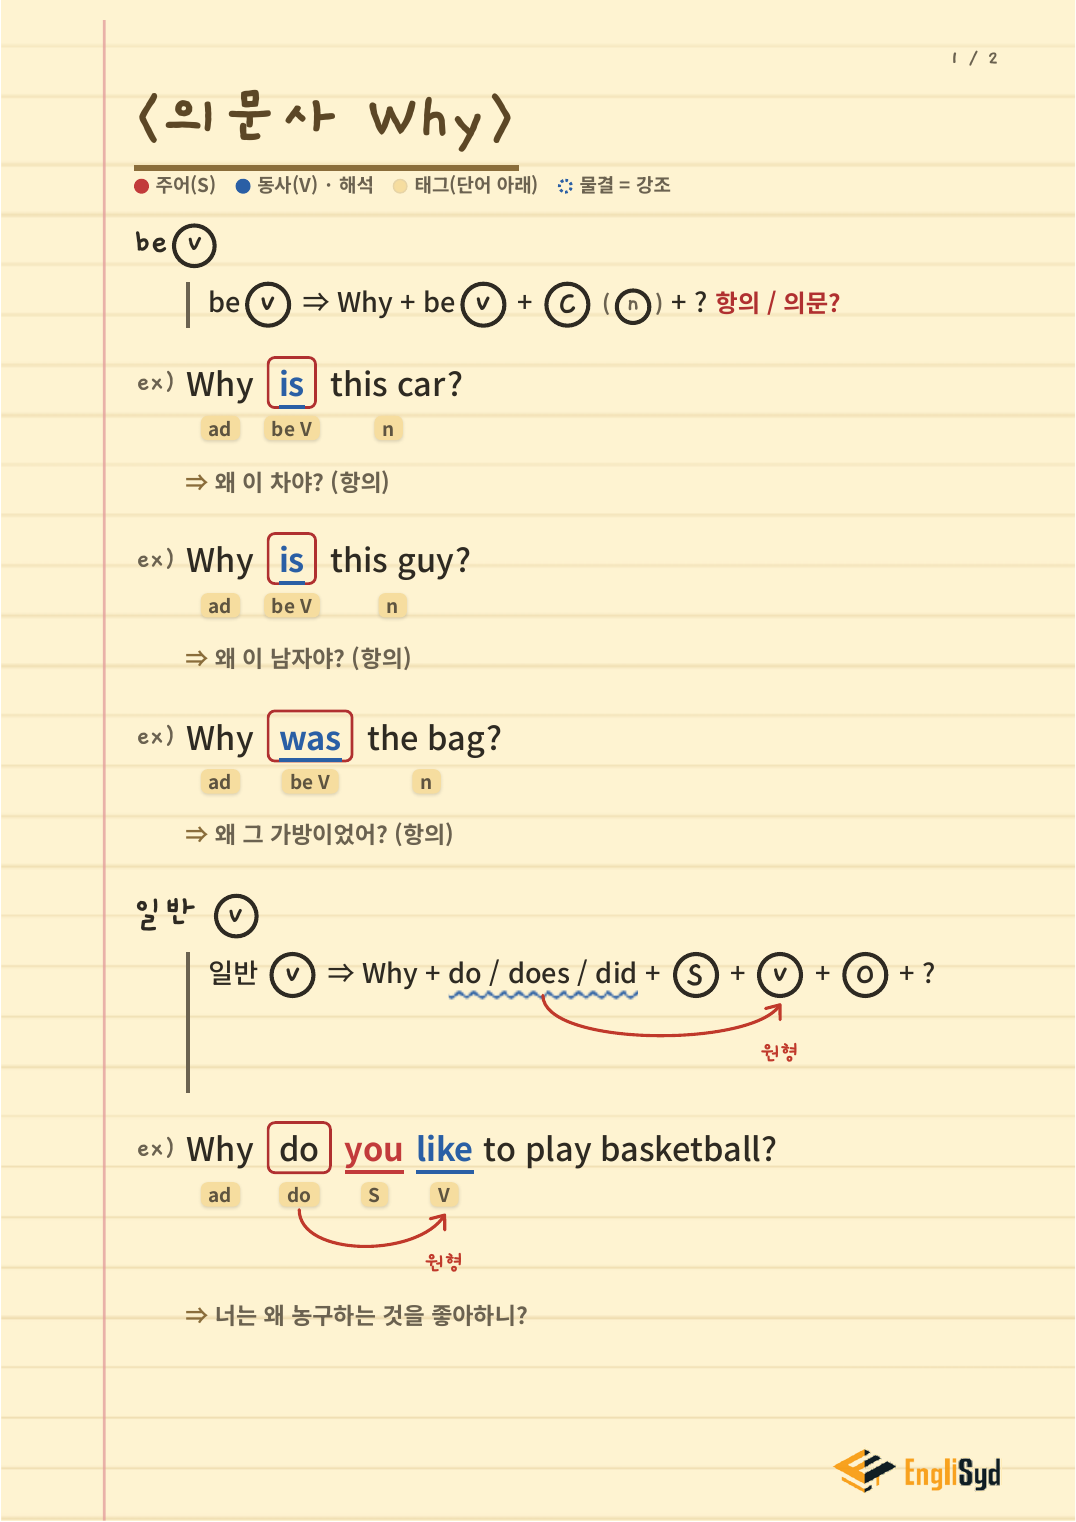 1 / 2
<의문사 Why>
주어(S) 동사(V) · 해석 태그(단어 아래) 물결 = 강조
be V
be V ⇒ Why + be V + C ( n ) + ? 항의 / 의문?
ex) Why is this car?
ad be V n
⇒ 왜 이 차야? (항의)
ex) Why is this guy?
ad be V n
⇒ 왜 이 남자야? (항의)
ex) Why was the bag?
ad be V n
⇒ 왜 그 가방이었어? (항의)
일반 V
일반 V ⇒ Why + do / does / did + S + V + O + ?
원형
ex) Why do you like to play basketball?
ad do S V
원형
⇒ 너는 왜 농구하는 것을 좋아하니?
EngliSyd